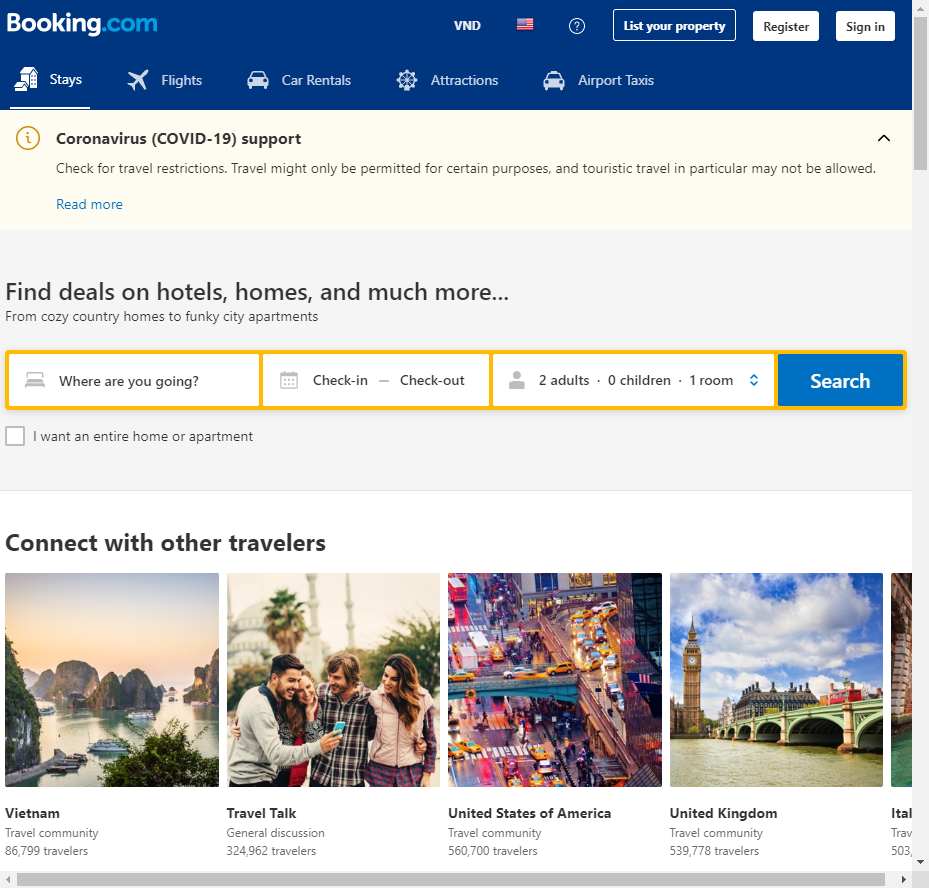 Booking.com
VND
List your property
Register
Sign in
Stays
Flights
Car Rentals
Attractions
Airport Taxis
Coronavirus (COVID-19) support
Check for travel restrictions. Travel might only be permitted for certain purposes, and touristic travel in particular may not be allowed.
Read more
Find deals on hotels, homes, and much more...
From cozy country homes to funky city apartments
Where are you going?
Check-in — Check-out
2 adults · 0 children · 1 room
Search
I want an entire home or apartment
Connect with other travelers
Vietnam
Travel community
86,799 travelers
Travel Talk
General discussion
324,962 travelers
United States of America
Travel community
560,700 travelers
United Kingdom
Travel community
539,778 travelers
Ital
Trav
503,